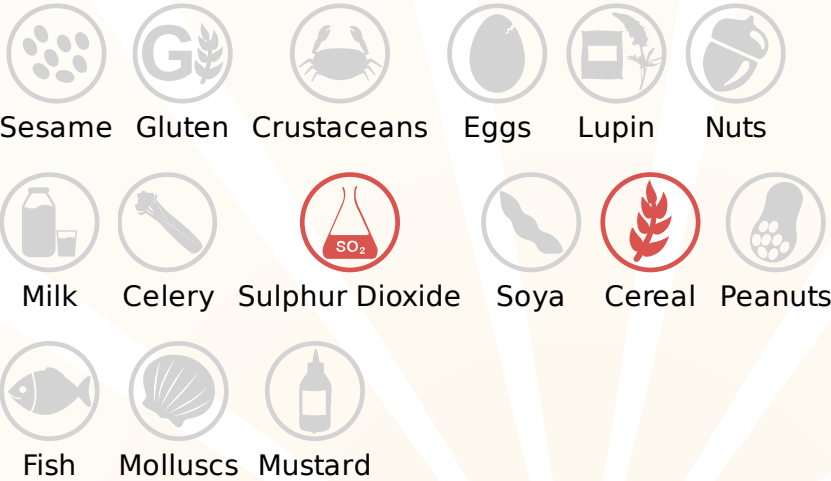 G
Sesame Gluten Crustaceans Eggs Lupin Nuts
SO₂
Milk Celery Sulphur Dioxide Soya Cereal Peanuts
Fish Molluscs Mustard